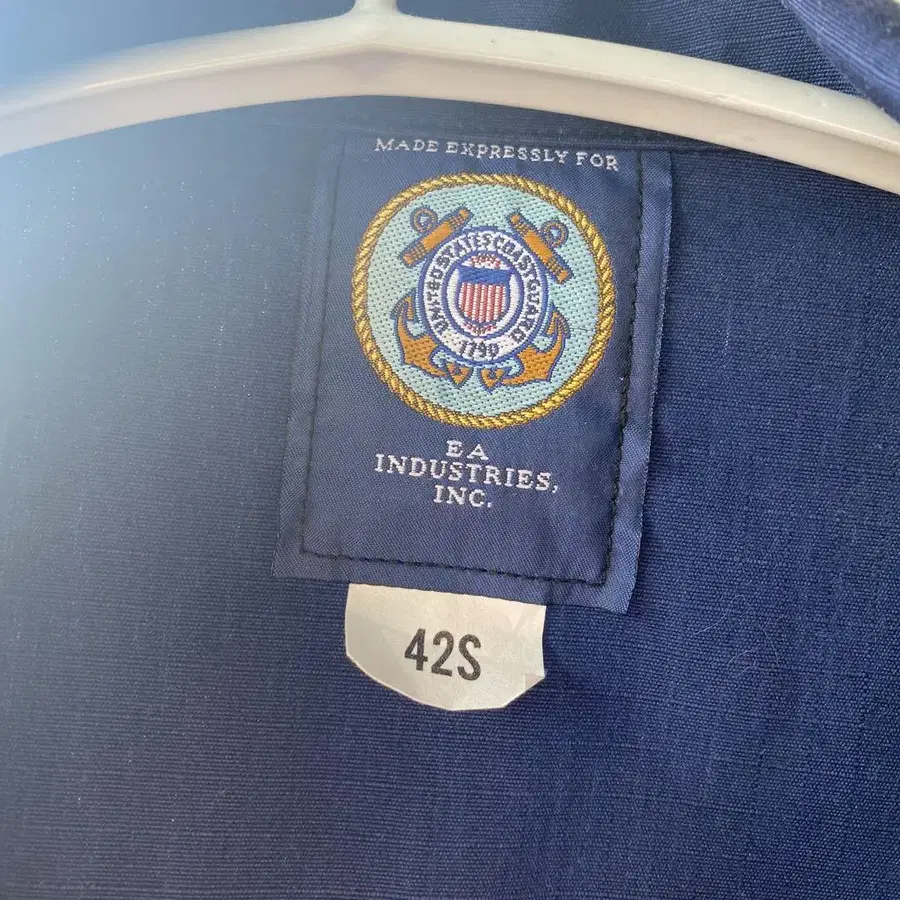 MADE EXPRESSLY FOR
UNITED STATES COAST GUARD
1790
EA
INDUSTRIES,
INC.
42S